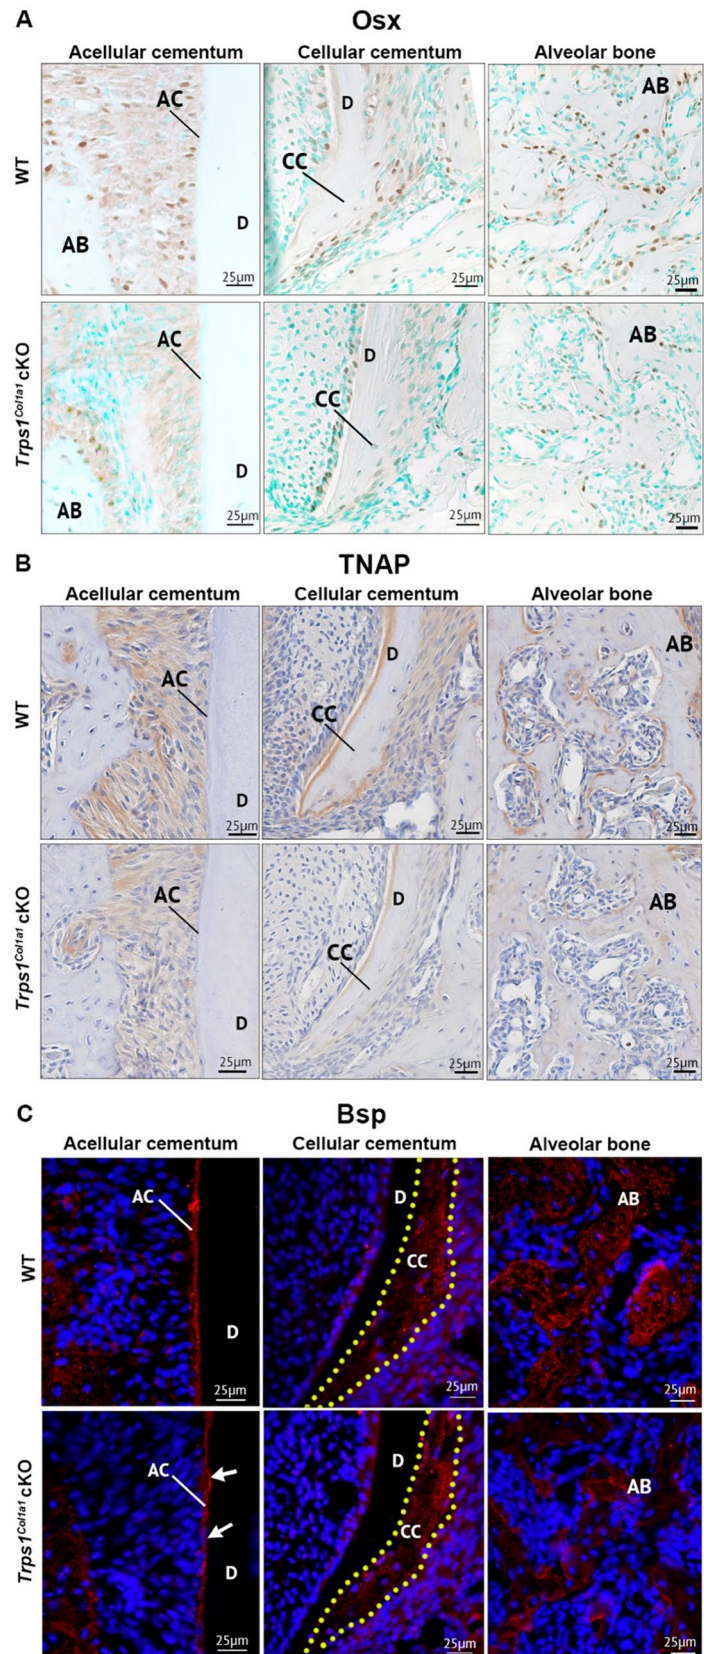 A
Osx
Acellular cementum
Cellular cementum
Alveolar bone
WT
AC
AB
D
25μm
D
CC
25μm
AB
25μm
Trps1Col1a1 cKO
AC
AB
D
25μm
D
CC
25μm
AB
25μm
B
TNAP
Acellular cementum
Cellular cementum
Alveolar bone
WT
AC
D
25μm
D
CC
25μm
AB
25μm
Trps1Col1a1 cKO
AC
D
25μm
D
CC
25μm
AB
25μm
C
Bsp
Acellular cementum
Cellular cementum
Alveolar bone
WT
AC
D
25μm
D
CC
25μm
AB
25μm
Trps1Col1a1 cKO
AC
D
25μm
D
CC
25μm
AB
25μm